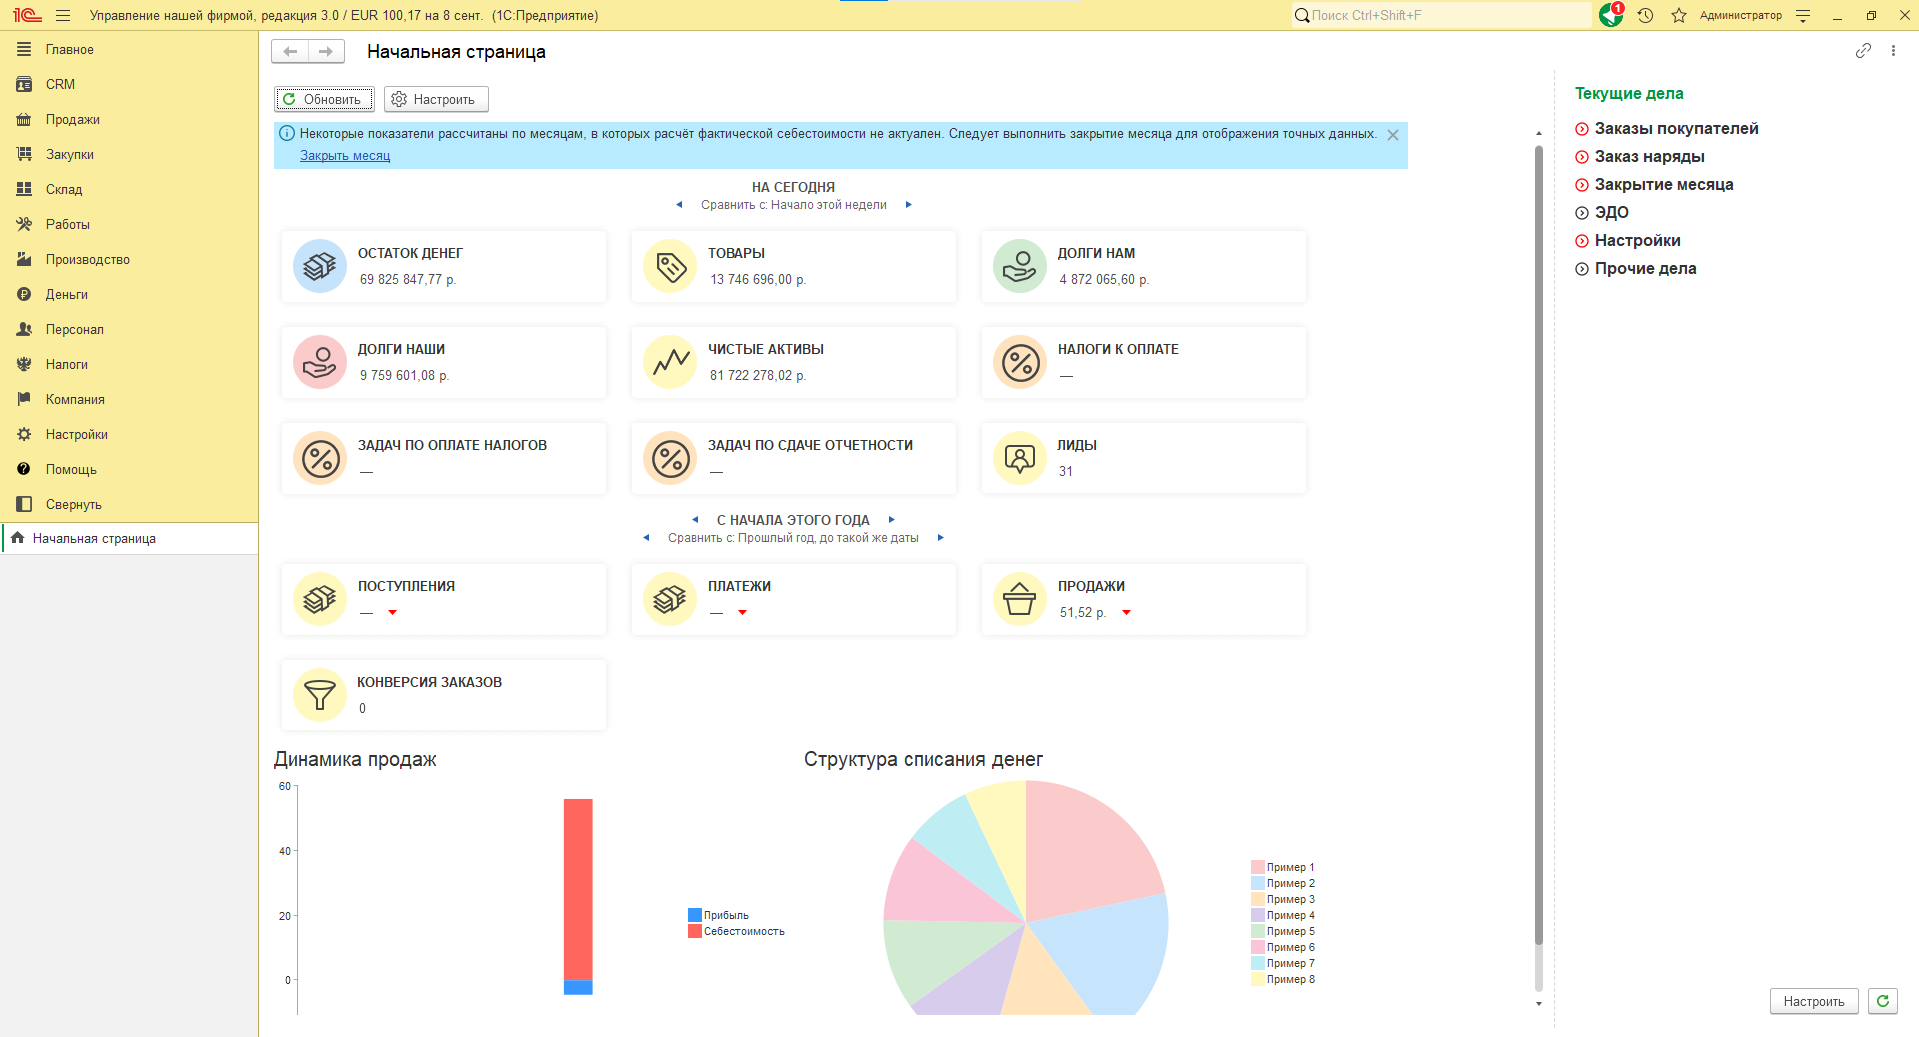 1С
Управление нашей фирмой, редакция 3.0 / EUR 100,17 на 8 сент. (1С:Предприятие)
Поиск Ctrl+Shift+F
1
Администратор
Главное
CRM
Продажи
Закупки
Склад
Работы
Производство
Деньги
Персонал
Налоги
Компания
Настройки
Помощь
Свернуть
Начальная страница
Начальная страница
Обновить
Настроить
Некоторые показатели рассчитаны по месяцам, в которых расчёт фактической себестоимости не актуален. Следует выполнить закрытие месяца для отображения точных данных.
Закрыть месяц
НА СЕГОДНЯ
Сравнить с: Начало этой недели
ОСТАТОК ДЕНЕГ
69 825 847,77 р.
ТОВАРЫ
13 746 696,00 р.
ДОЛГИ НАМ
4 872 065,60 р.
ДОЛГИ НАШИ
9 759 601,08 р.
ЧИСТЫЕ АКТИВЫ
81 722 278,02 р.
НАЛОГИ К ОПЛАТЕ
—
ЗАДАЧ ПО ОПЛАТЕ НАЛОГОВ
—
ЗАДАЧ ПО СДАЧЕ ОТЧЕТНОСТИ
—
ЛИДЫ
31
С НАЧАЛА ЭТОГО ГОДА
Сравнить с: Прошлый год, до такой же даты
ПОСТУПЛЕНИЯ
—
ПЛАТЕЖИ
—
ПРОДАЖИ
51,52 р.
КОНВЕРСИЯ ЗАКАЗОВ
0
Динамика продаж
60
40
20
0
Прибыль
Себестоимость
Структура списания денег
Пример 1
Пример 2
Пример 3
Пример 4
Пример 5
Пример 6
Пример 7
Пример 8
Текущие дела
Заказы покупателей
Заказ наряды
Закрытие месяца
ЭДО
Настройки
Прочие дела
Настроить